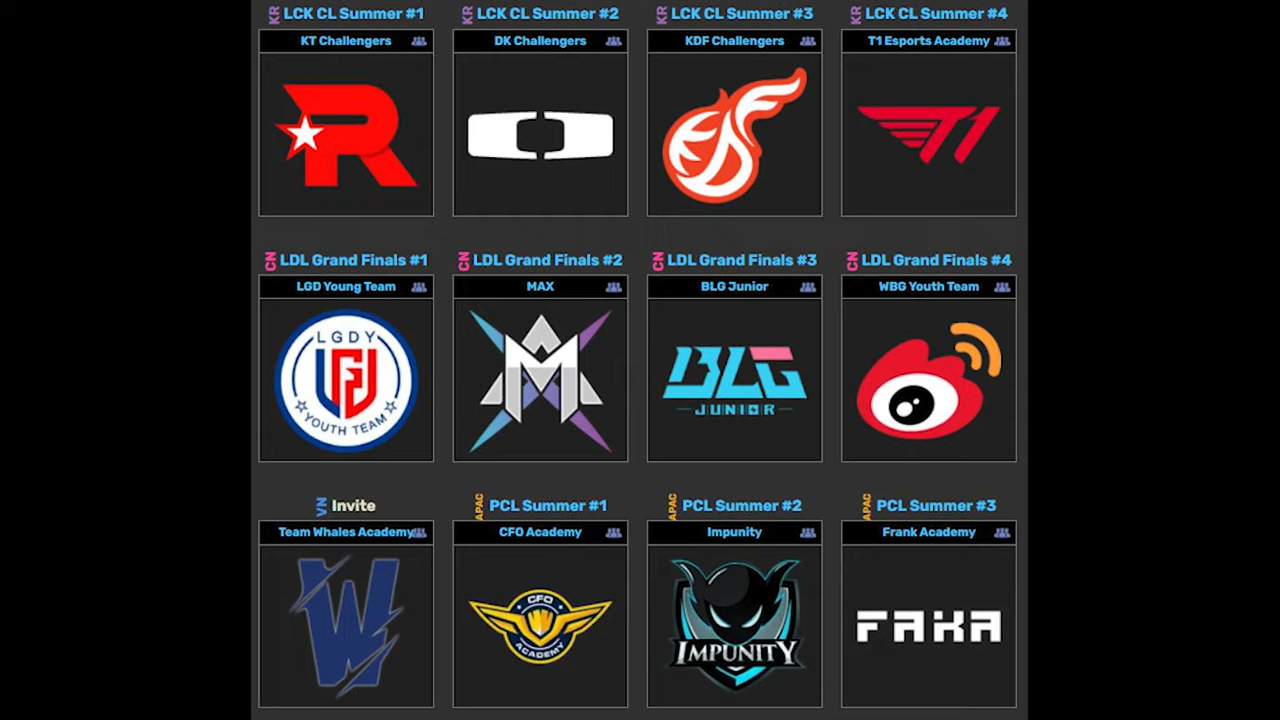 KR LCK CL Summer #1
KR LCK CL Summer #2
KR LCK CL Summer #3
KR LCK CL Summer #4
KT Challengers
DK Challengers
KDF Challengers
T1 Esports Academy
R
KDF
T1
CN LDL Grand Finals #1
CN LDL Grand Finals #2
CN LDL Grand Finals #3
CN LDL Grand Finals #4
LGD Young Team
MAX
BLG Junior
WBG Youth Team
LGDY
YOUTH TEAM
M
BLG
JUNIOR
VN Invite
APAC PCL Summer #1
APAC PCL Summer #2
APAC PCL Summer #3
Team Whales Academy
CFO Academy
Impunity
Frank Academy
W
CFO
ACADEMY
IMPUNITY
FAKA